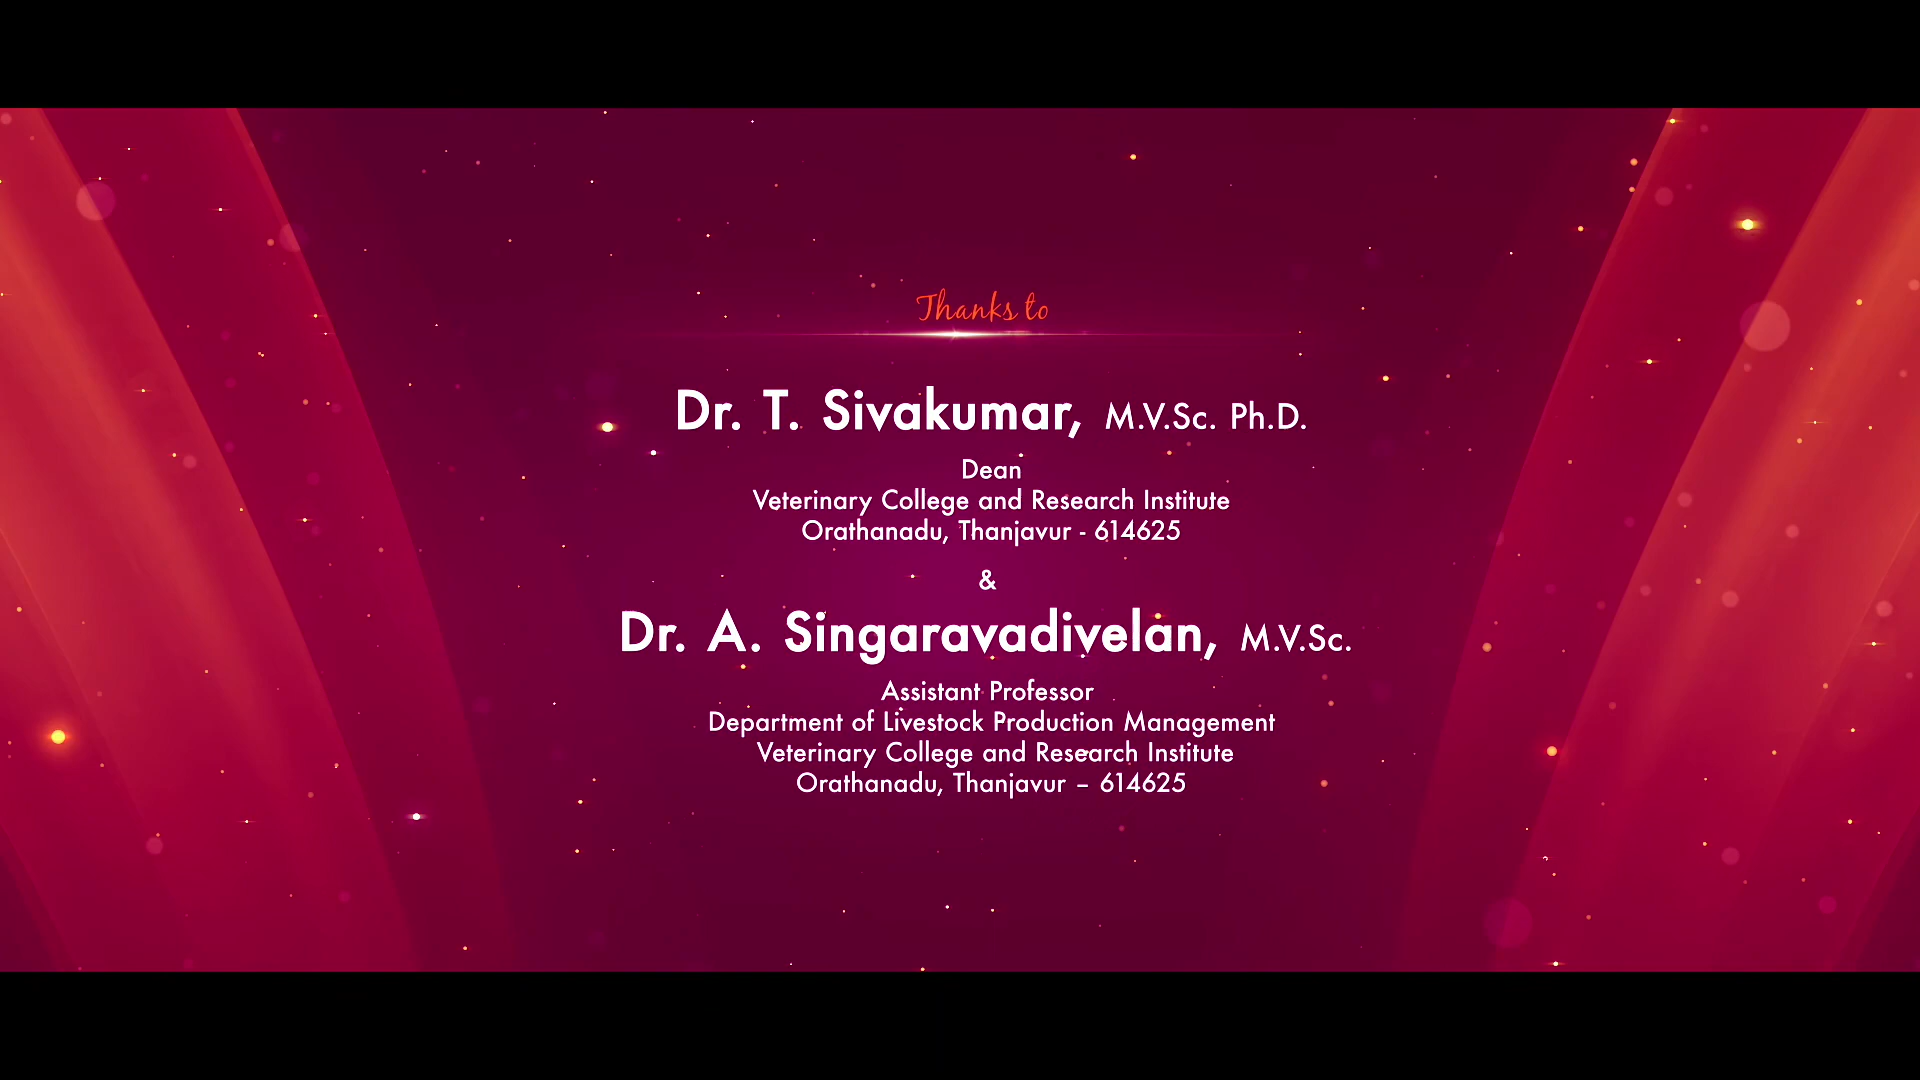 Thanks to
Dr. T. Sivakumar, M.V.Sc. Ph.D.
Dean
Veterinary College and Research Institute
Orathanadu, Thanjavur - 614625
&
Dr. A. Singaravadivelan, M.V.Sc.
Assistant Professor
Department of Livestock Production Management
Veterinary College and Research Institute
Orathanadu, Thanjavur – 614625